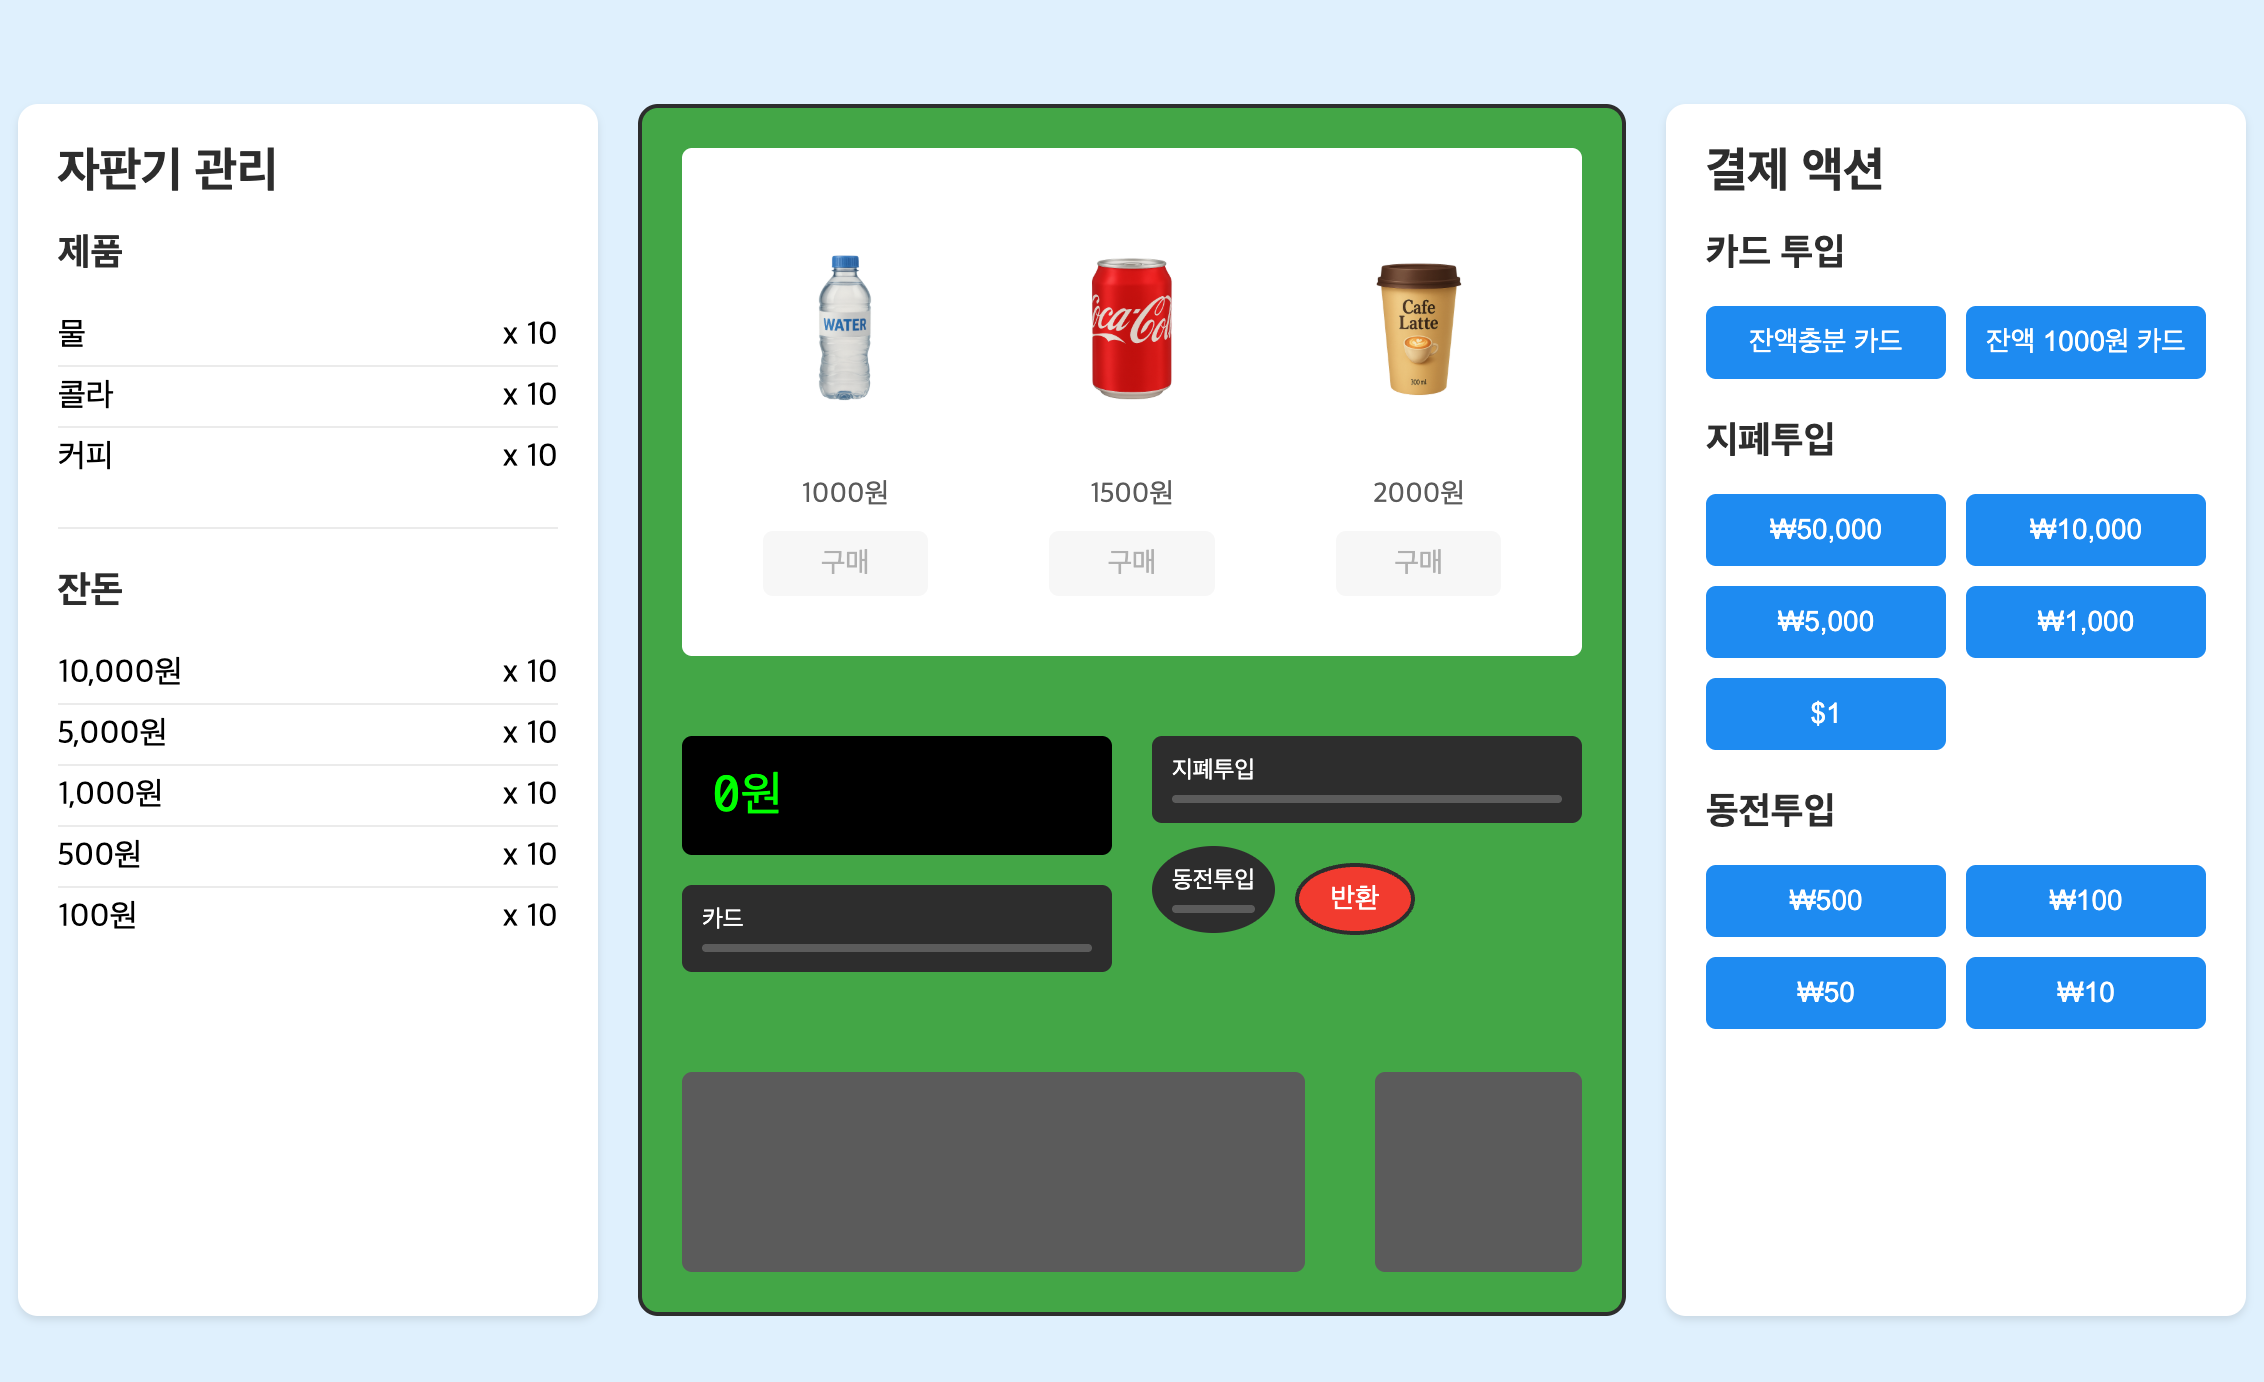 자판기 관리
제품
물 x 10
콜라 x 10
커피 x 10
잔돈
10,000원 x 10
5,000원 x 10
1,000원 x 10
500원 x 10
100원 x 10
WATER
Coca-Cola
Cafe
Latte
300 ml
1000원 1500원 2000원
구매 구매 구매
0원
카드
지폐투입
동전투입
반환
결제 액션
카드 투입
잔액충분 카드 잔액 1000원 카드
지폐투입
₩50,000 ₩10,000
₩5,000 ₩1,000
$1
동전투입
₩500 ₩100
₩50 ₩10